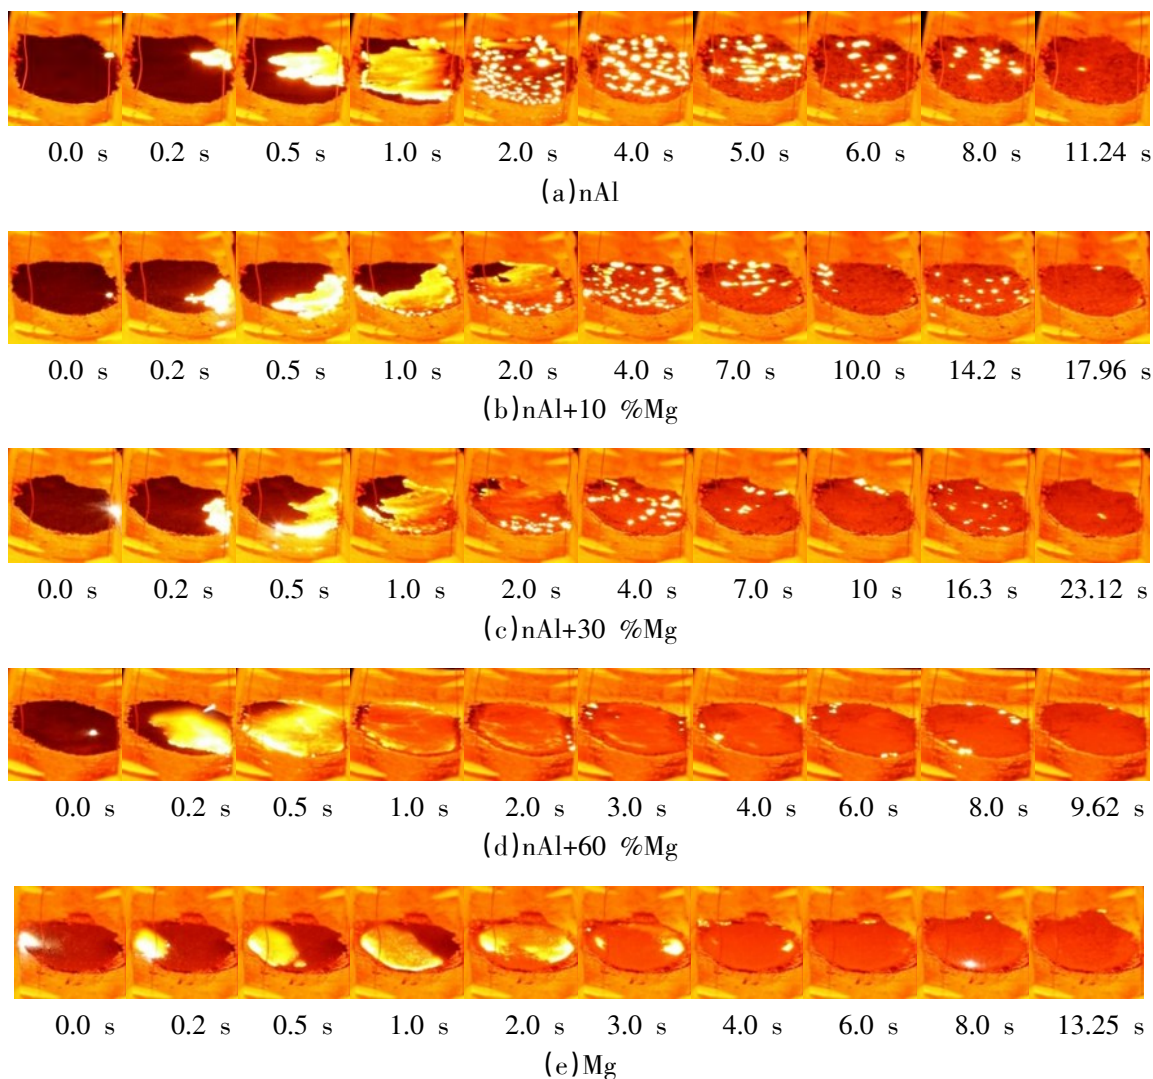 0.0 s 0.2 s 0.5 s 1.0 s 2.0 s 4.0 s 5.0 s 6.0 s 8.0 s 11.24 s
(a)nAl
0.0 s 0.2 s 0.5 s 1.0 s 2.0 s 4.0 s 7.0 s 10.0 s 14.2 s 17.96 s
(b)nAl+10 %Mg
0.0 s 0.2 s 0.5 s 1.0 s 2.0 s 4.0 s 7.0 s 10 s 16.3 s 23.12 s
(c)nAl+30 %Mg
0.0 s 0.2 s 0.5 s 1.0 s 2.0 s 3.0 s 4.0 s 6.0 s 8.0 s 9.62 s
(d)nAl+60 %Mg
0.0 s 0.2 s 0.5 s 1.0 s 2.0 s 3.0 s 4.0 s 6.0 s 8.0 s 13.25 s
(e)Mg